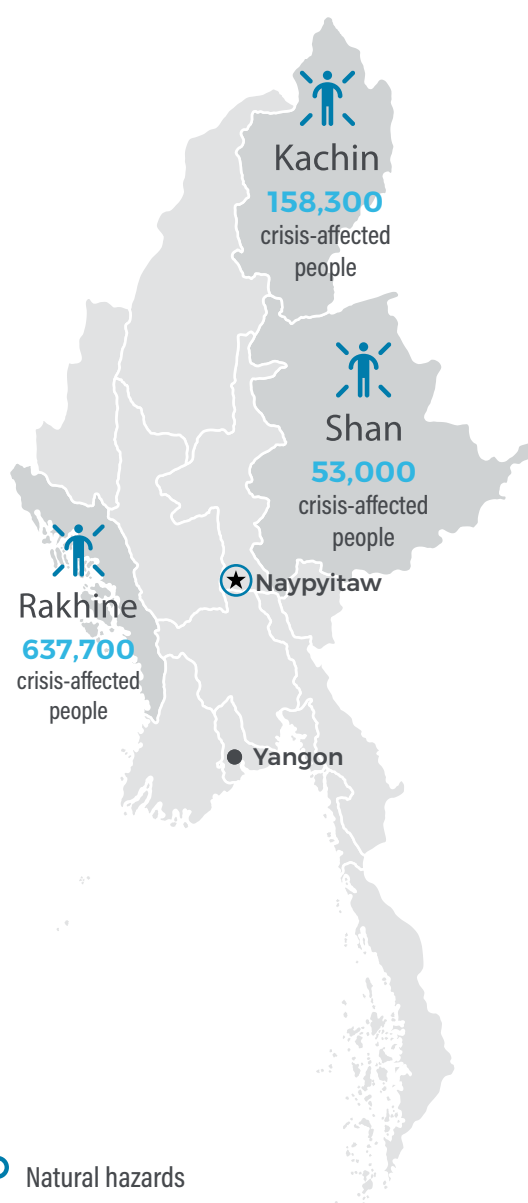 Kachin
158,300
crisis-affected
people
Shan
53,000
crisis-affected
people
Naypyitaw
Rakhine
637,700
crisis-affected
people
Yangon
Natural hazards